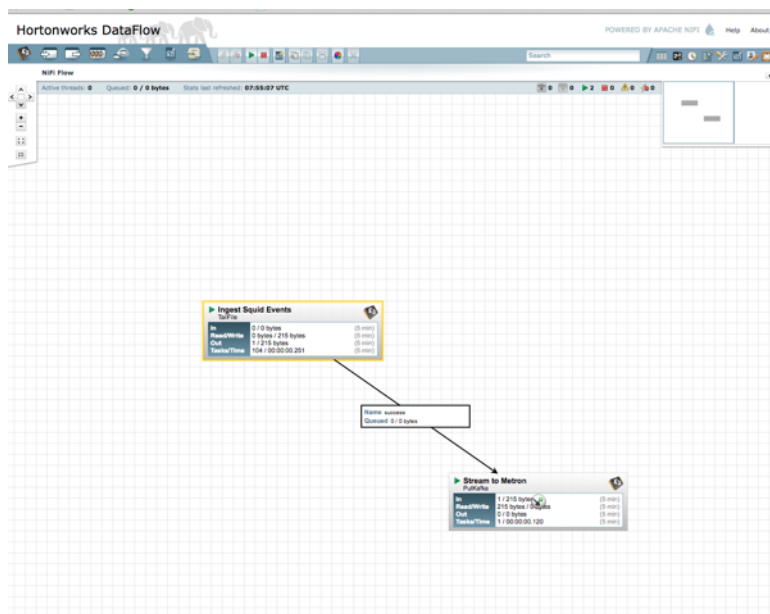 Hortonworks DataFlow
POWERED BY APACHE NIFI Help About
Search
NiFi Flow
Active threads: 0 Queued: 0 / 0 bytes Stats last refreshed: 07:55:07 UTC 0 0 2 0 0 0
Ingest Squid Events
TailFile
In 0 / 0 bytes (5 min)
Read/Write 0 bytes / 215 bytes (5 min)
Out 1 / 215 bytes (5 min)
Tasks/Time 104 / 00:00:00.251 (5 min)
Name success
Queued 0 / 0 bytes
Stream to Metron
PutKafka
In 1 / 215 bytes (5 min)
Read/Write 215 bytes / 0 bytes (5 min)
Out 0 / 0 bytes (5 min)
Tasks/Time 1 / 00:00:00.120 (5 min)